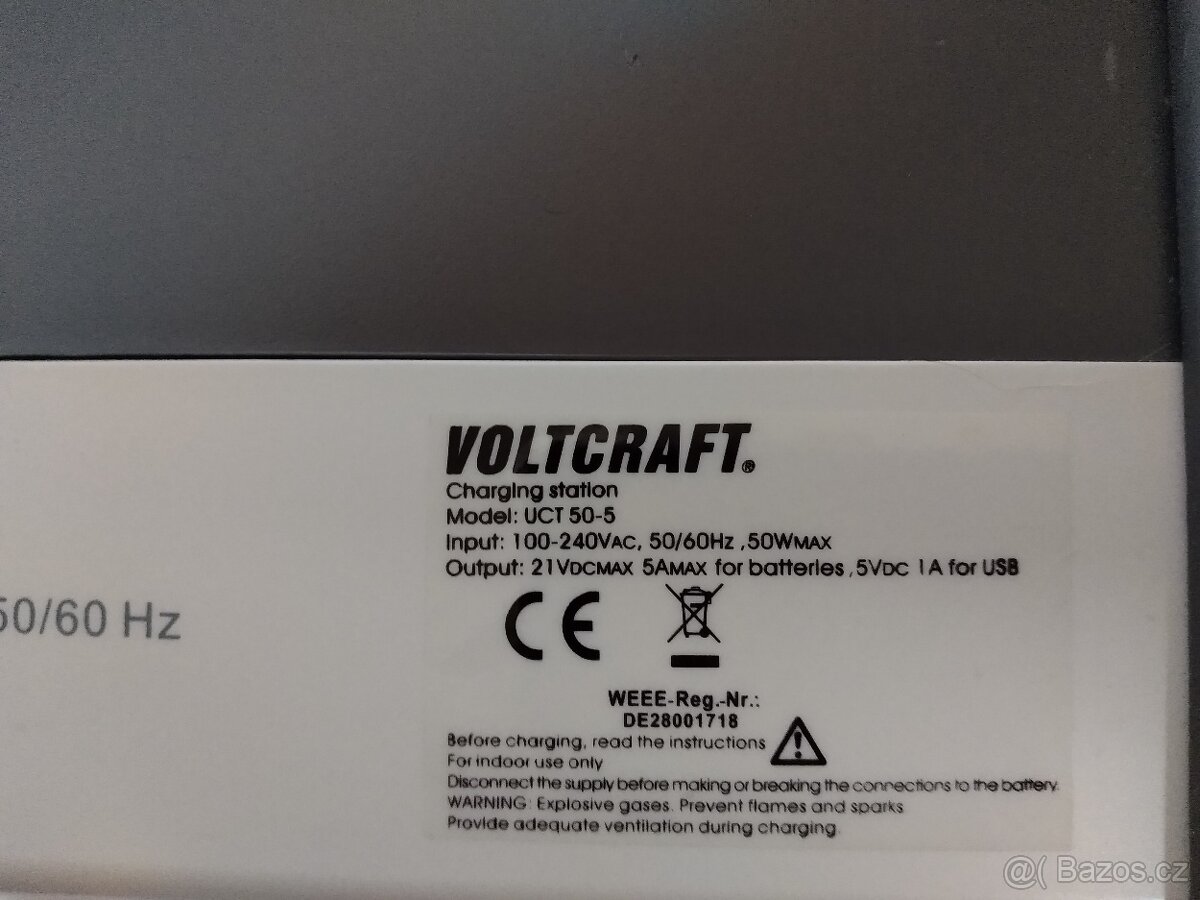 VOLTCRAFT®
Charging station
Model: UCT 50-5
Input: 100-240VAC, 50/60Hz ,50WMAX
Output: 21VDCMAX 5AMAX for batteries ,5VDC 1A for USB
CE
50/60 Hz
WEEE-Reg.-Nr.:
DE28001718
Before charging, read the instructions
For indoor use only
Disconnect the supply before making or breaking the connections to the battery.
WARNING: Explosive gases. Prevent flames and sparks
Provide adequate ventilation during charging.
@( Bazos.cz